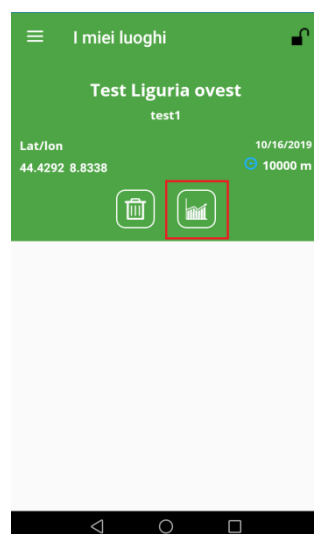 I miei luoghi
Test Liguria ovest
test1
Lat/lon
10/16/2019
44.4292 8.8338
10000 m